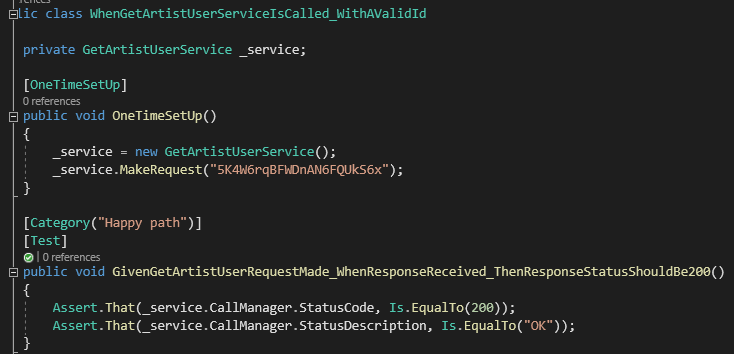 lic class WhenGetArtistUserServiceIsCalled_WithAValidId
private GetArtistUserService _service;
[OneTimeSetUp]
0 references
public void OneTimeSetUp()
{
_service = new GetArtistUserService();
_service.MakeRequest("5K4W6rqBFWDnAN6FQUkS6x");
}
[Category("Happy path")]
[Test]
| 0 references
public void GivenGetArtistUserRequestMade_WhenResponseReceived_ThenResponseStatusShouldBe200()
{
Assert.That(_service.CallManager.StatusCode, Is.EqualTo(200));
Assert.That(_service.CallManager.StatusDescription, Is.EqualTo("OK"));
}